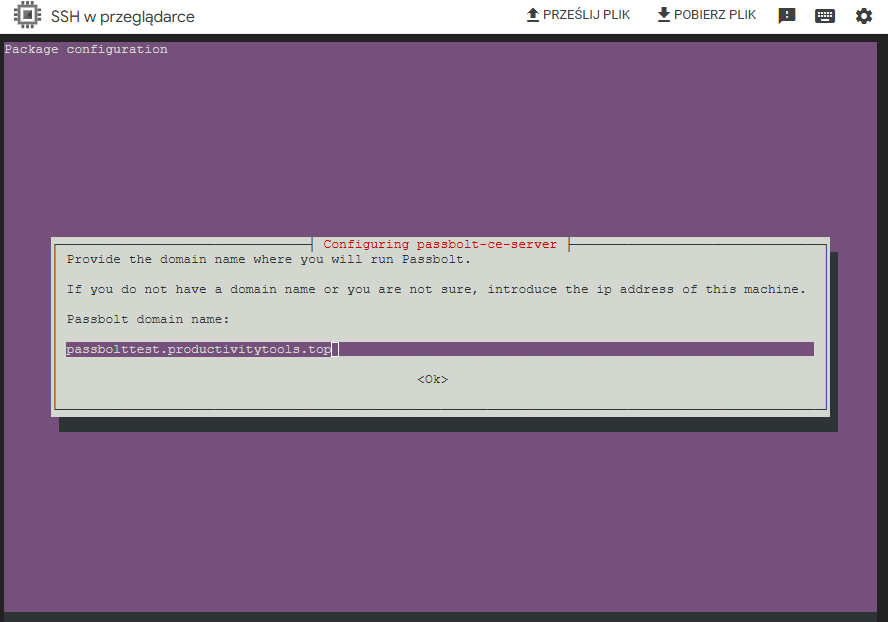 SSH w przeglądarce
PRZEŚLIJ PLIK
POBIERZ PLIK
Package configuration
Configuring passbolt-ce-server
Provide the domain name where you will run Passbolt.
If you do not have a domain name or you are not sure, introduce the ip address of this machine.
Passbolt domain name:
passbolttest.productivitytools.top
<Ok>